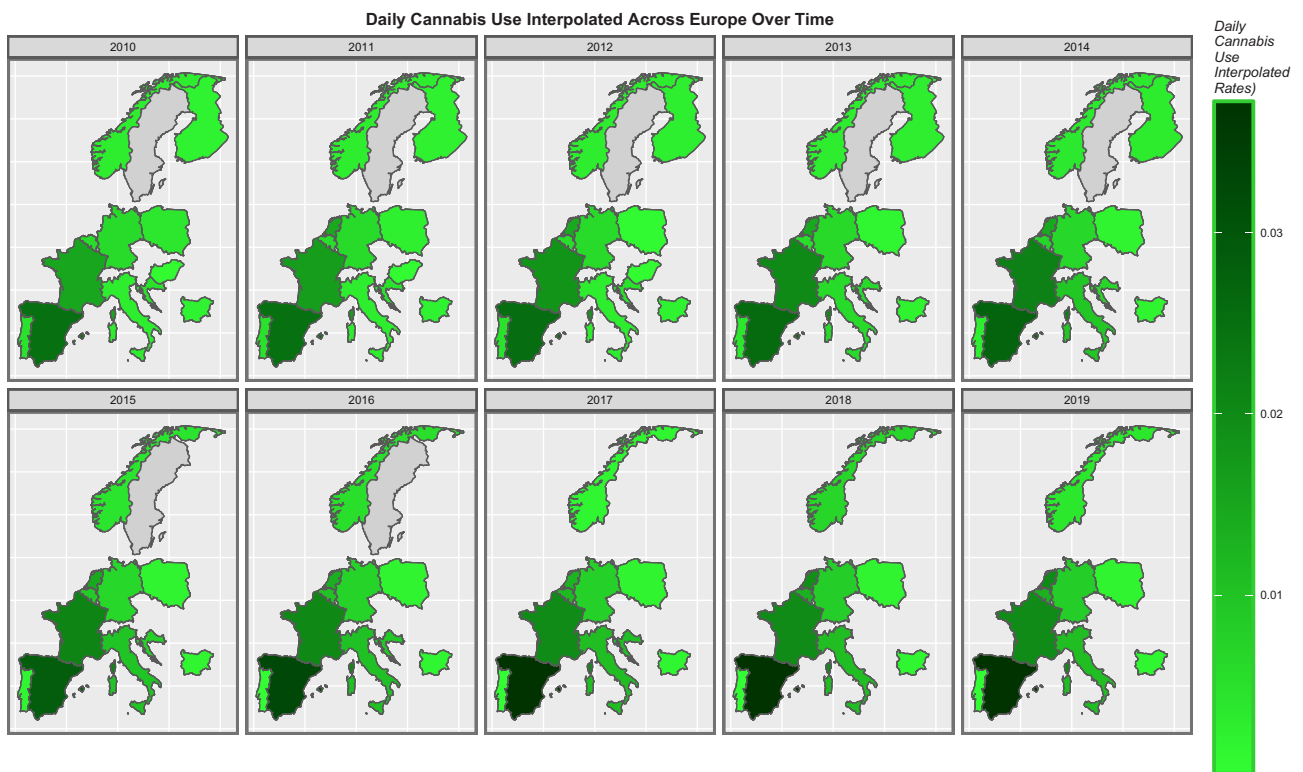 Daily Cannabis Use Interpolated Across Europe Over Time
2010
2011
2012
2013
2014
2015
2016
2017
2018
2019
Daily
Cannabis
Use
Interpolated
Rates)
0.03
0.02
0.01